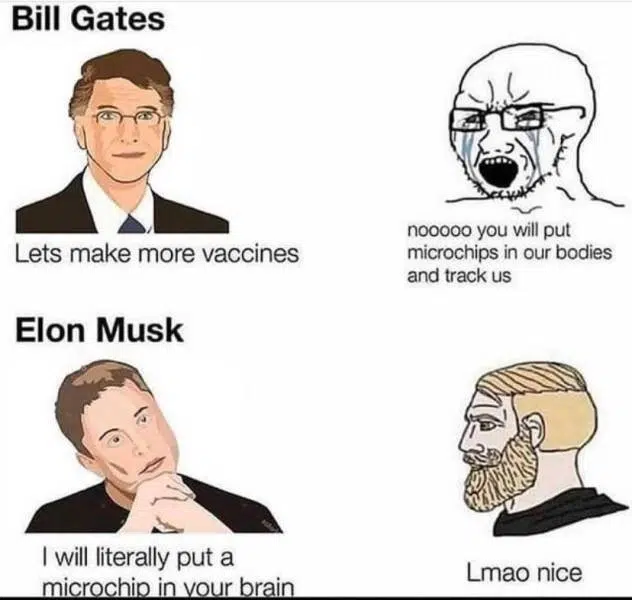 Bill Gates
Lets make more vaccines
nooooo you will put
microchips in our bodies
and track us
Elon Musk
I will literally put a
microchip in your brain
Lmao nice